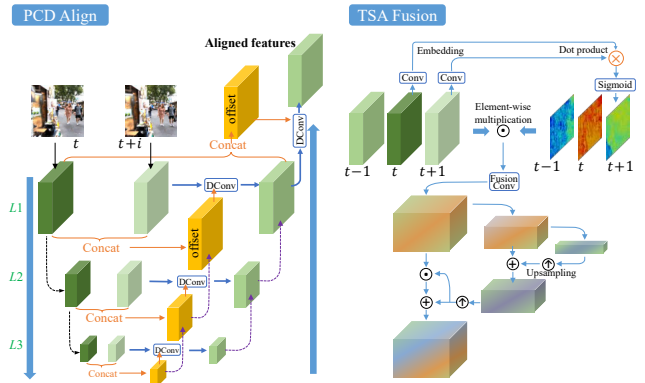 PCD Align
TSA Fusion
Aligned features
Embedding
Dot product
Conv
Conv
Sigmoid
offset
DConv
Element-wise
multiplication
t
t+i
Concat
t−1
t
t+1
t−1
t
t+1
Fusion
Conv
L1
DConv
Concat
offset
L2
DConv
Concat
Upsampling
L3
DConv
Concat